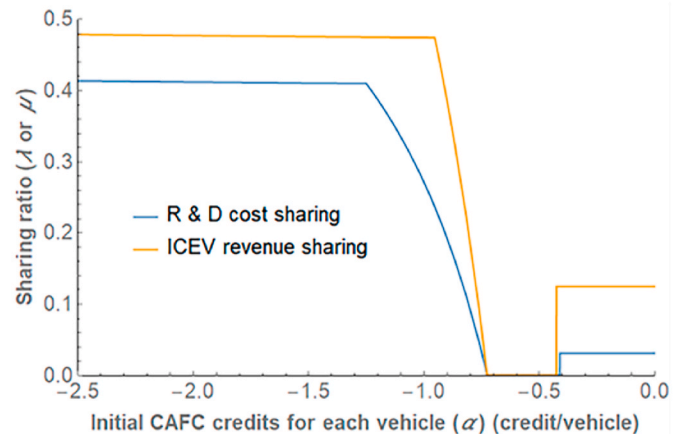 0.5
0.4
0.3
0.2
0.1
0.0
Sharing ratio (λ or μ)
R & D cost sharing
ICEV revenue sharing
−2.5 −2.0 −1.5 −1.0 −0.5 0.0
Initial CAFC credits for each vehicle (α) (credit/vehicle)